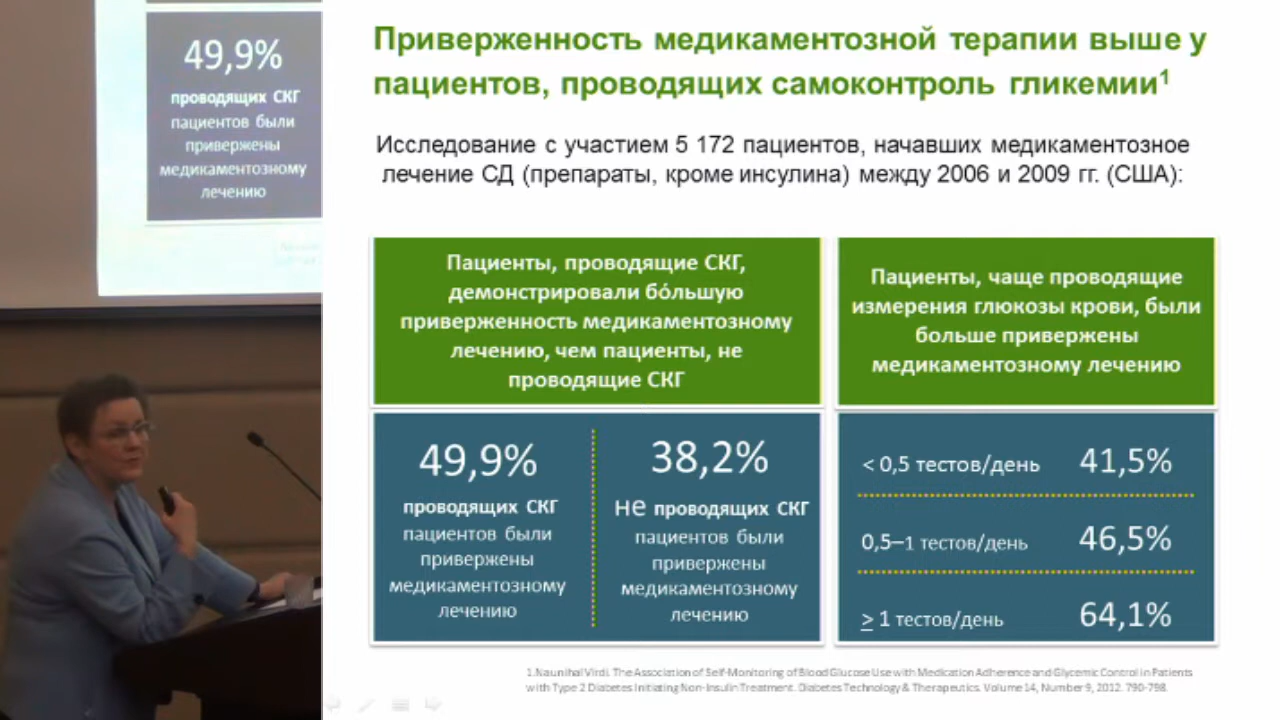 49,9%
проводящих СКГ
пациентов были
привержены
медикаментозному
лечению
Приверженность медикаментозной терапии выше у
пациентов, проводящих самоконтроль гликемии¹
Исследование с участием 5 172 пациентов, начавших медикаментозное
лечение СД (препараты, кроме инсулина) между 2006 и 2009 гг. (США):
Пациенты, проводящие СКГ,
демонстрировали бо́льшую
приверженность медикаментозному
лечению, чем пациенты, не
проводящие СКГ
49,9%
проводящих СКГ
пациентов были
привержены
медикаментозному
лечению
38,2%
не проводящих СКГ
пациентов были
привержены
медикаментозному
лечению
Пациенты, чаще проводящие
измерения глюкозы крови, были
больше привержены
медикаментозному лечению
< 0,5 тестов/день 41,5%
0,5–1 тестов/день 46,5%
≥ 1 тестов/день 64,1%
1.Naunihal Virdi. The Association of Self-Monitoring of Blood Glucose Use with Medication Adherence and Glycemic Control in Patients
with Type 2 Diabetes Initiating Non-Insulin Treatment. Diabetes Technology & Therapeutics. Volume 14, Number 9, 2012. 790-798.